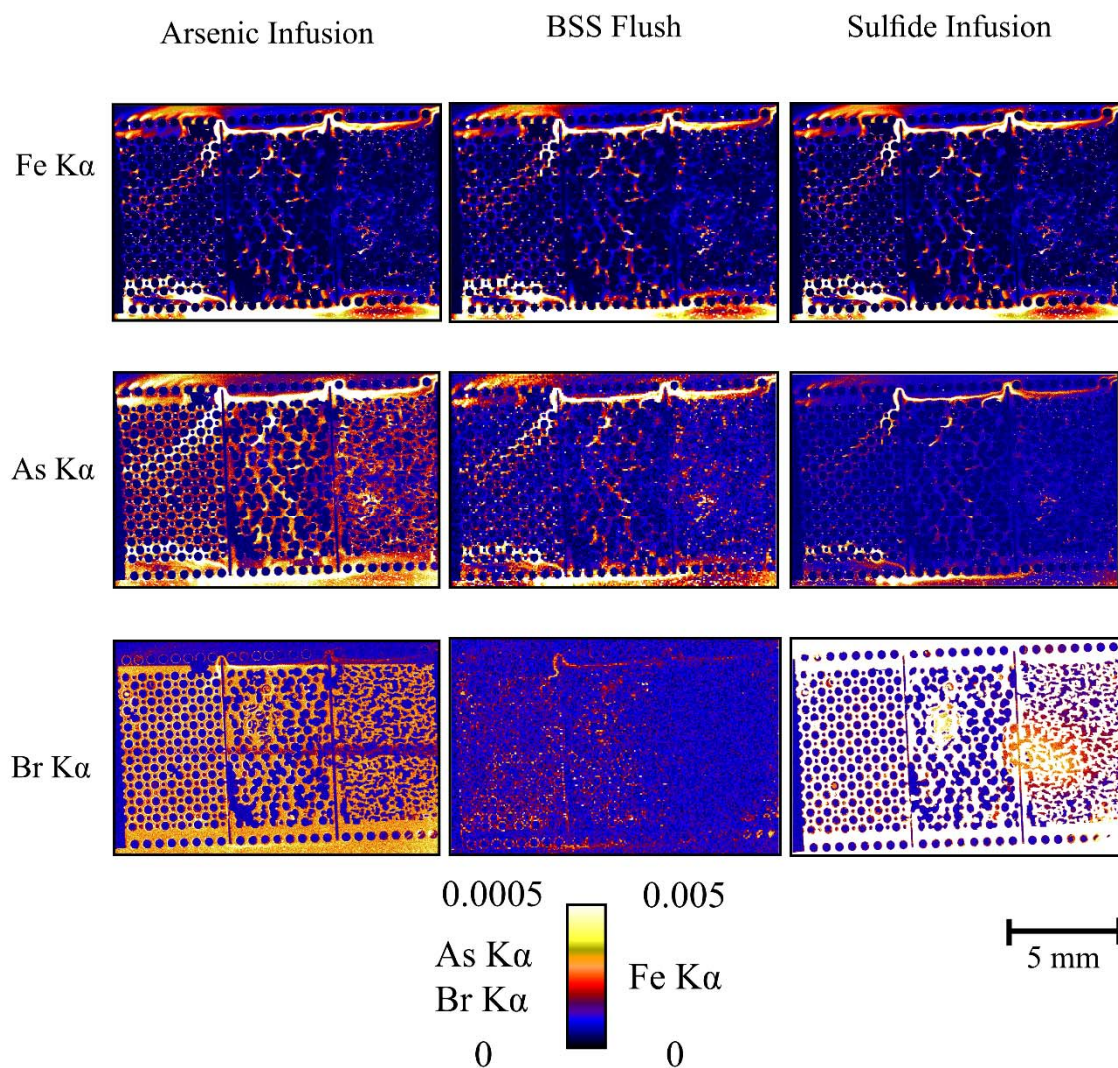 Arsenic Infusion
BSS Flush
Sulfide Infusion
Fe Kα
As Kα
Br Kα
0.0005
0.005
As Kα
Br Kα
Fe Kα
0
0
5 mm